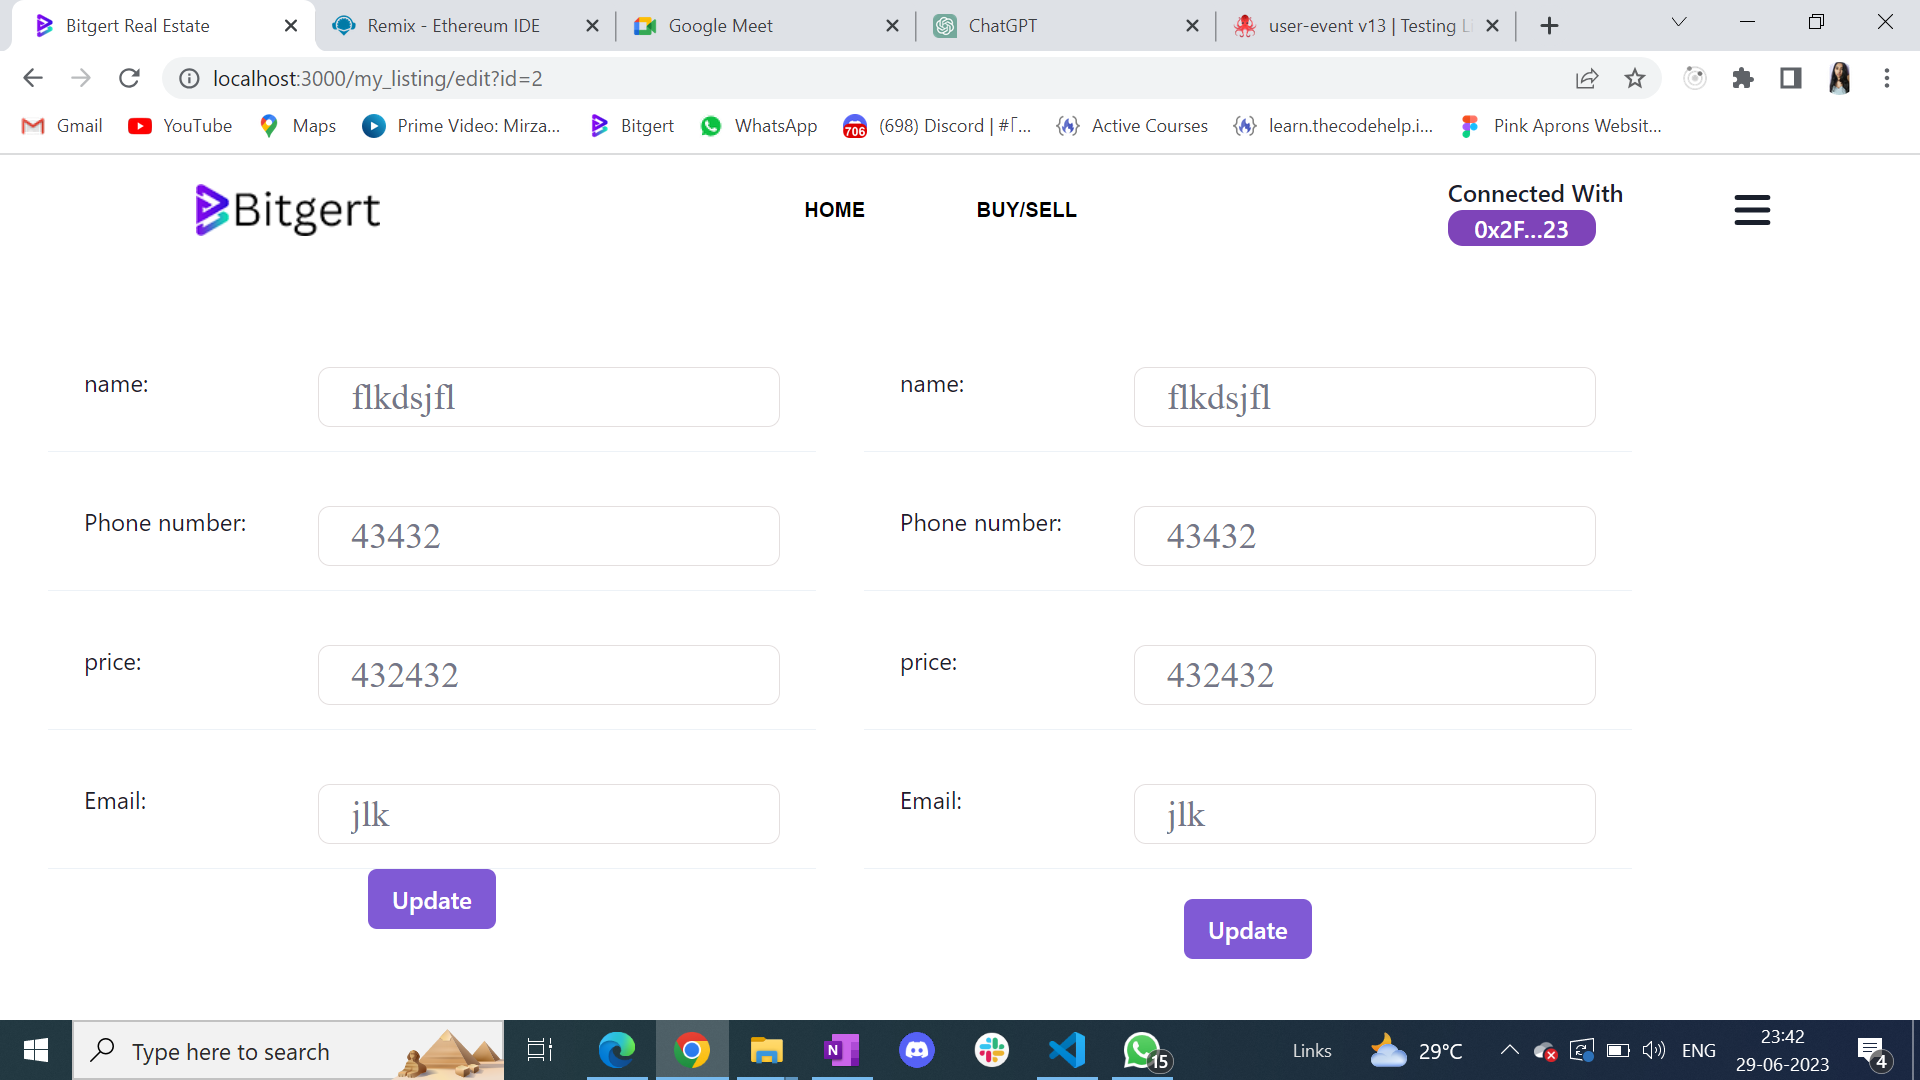 Bitgert Real Estate
Remix - Ethereum IDE
Google Meet
ChatGPT
user-event v13 | Testing Li
localhost:3000/my_listing/edit?id=2
Gmail
YouTube
Maps
Prime Video: Mirza...
Bitgert
WhatsApp
706
(698) Discord | #「...
Active Courses
learn.thecodehelp.i...
Pink Aprons Websit...
Bitgert
HOME
BUY/SELL
Connected With
0x2F...23
name:
flkdsjfl
name:
flkdsjfl
Phone number:
43432
Phone number:
43432
price:
432432
price:
432432
Email:
jlk
Email:
jlk
Update
Update
Type here to search
N
15
Links
29°C
ENG
23:42
29-06-2023
4